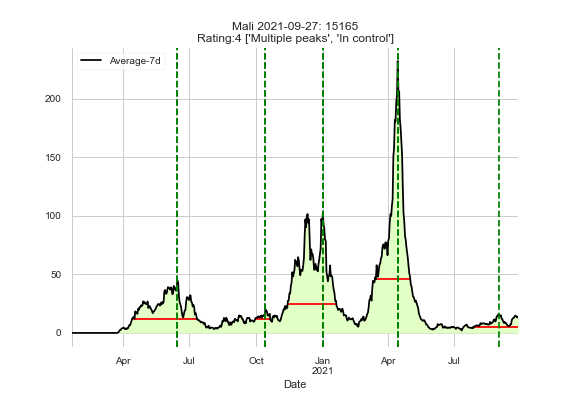 Mali 2021-09-27: 15165
Rating:4 ['Multiple peaks', 'In control']
Average-7d
200
150
100
50
0
Apr
Jul
Oct
Jan
2021
Apr
Jul
Date